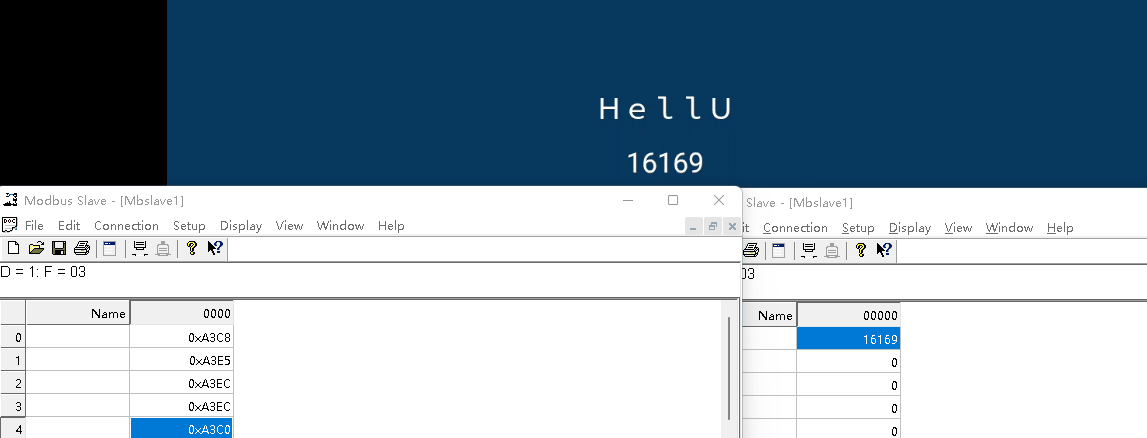 H e l l U
16169
Modbus Slave - [Mbslave1]
File Edit Connection Setup Display View Window Help
D = 1: F = 03
Name 0000
0 0xA3C8
1 0xA3E5
2 0xA3EC
3 0xA3EC
4 0xA3C0
Slave - [Mbslave1]
it Connection Setup Display View Window Help
03
Name 00000
16169
0
0
0
0